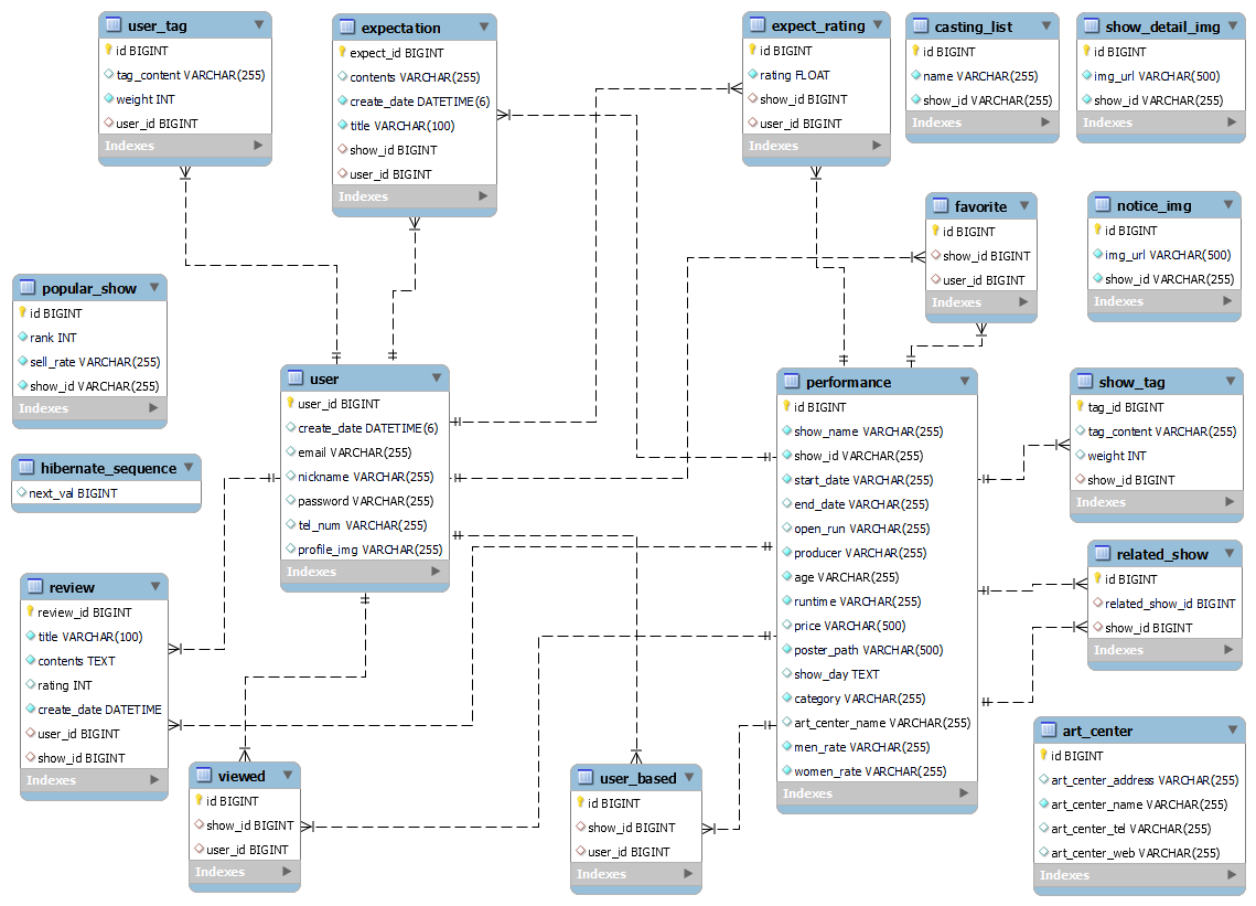 user_tag
id BIGINT
tag_content VARCHAR(255)
weight INT
user_id BIGINT
Indexes
expectation
expect_id BIGINT
contents VARCHAR(255)
create_date DATETIME(6)
title VARCHAR(100)
show_id BIGINT
user_id BIGINT
Indexes
expect_rating
id BIGINT
rating FLOAT
show_id BIGINT
user_id BIGINT
Indexes
casting_list
id BIGINT
name VARCHAR(255)
show_id VARCHAR(255)
Indexes
show_detail_img
id BIGINT
img_url VARCHAR(500)
show_id VARCHAR(255)
Indexes
favorite
id BIGINT
show_id BIGINT
user_id BIGINT
Indexes
notice_img
id BIGINT
img_url VARCHAR(500)
show_id VARCHAR(255)
Indexes
popular_show
id BIGINT
rank INT
sell_rate VARCHAR(255)
show_id VARCHAR(255)
Indexes
user
user_id BIGINT
create_date DATETIME(6)
email VARCHAR(255)
nickname VARCHAR(255)
password VARCHAR(255)
tel_num VARCHAR(255)
profile_img VARCHAR(255)
Indexes
performance
id BIGINT
show_name VARCHAR(255)
show_id VARCHAR(255)
start_date VARCHAR(255)
end_date VARCHAR(255)
open_run VARCHAR(255)
producer VARCHAR(255)
age VARCHAR(255)
runtime VARCHAR(255)
price VARCHAR(500)
poster_path VARCHAR(500)
show_day TEXT
category VARCHAR(255)
art_center_name VARCHAR(255)
men_rate VARCHAR(255)
women_rate VARCHAR(255)
Indexes
show_tag
tag_id BIGINT
tag_content VARCHAR(255)
weight INT
show_id BIGINT
Indexes
hibernate_sequence
next_val BIGINT
related_show
id BIGINT
related_show_id BIGINT
show_id BIGINT
Indexes
review
review_id BIGINT
title VARCHAR(100)
contents TEXT
rating INT
create_date DATETIME
user_id BIGINT
show_id BIGINT
Indexes
viewed
id BIGINT
show_id BIGINT
user_id BIGINT
Indexes
user_based
id BIGINT
show_id BIGINT
user_id BIGINT
Indexes
art_center
id BIGINT
art_center_address VARCHAR(255)
art_center_name VARCHAR(255)
art_center_tel VARCHAR(255)
art_center_web VARCHAR(255)
Indexes